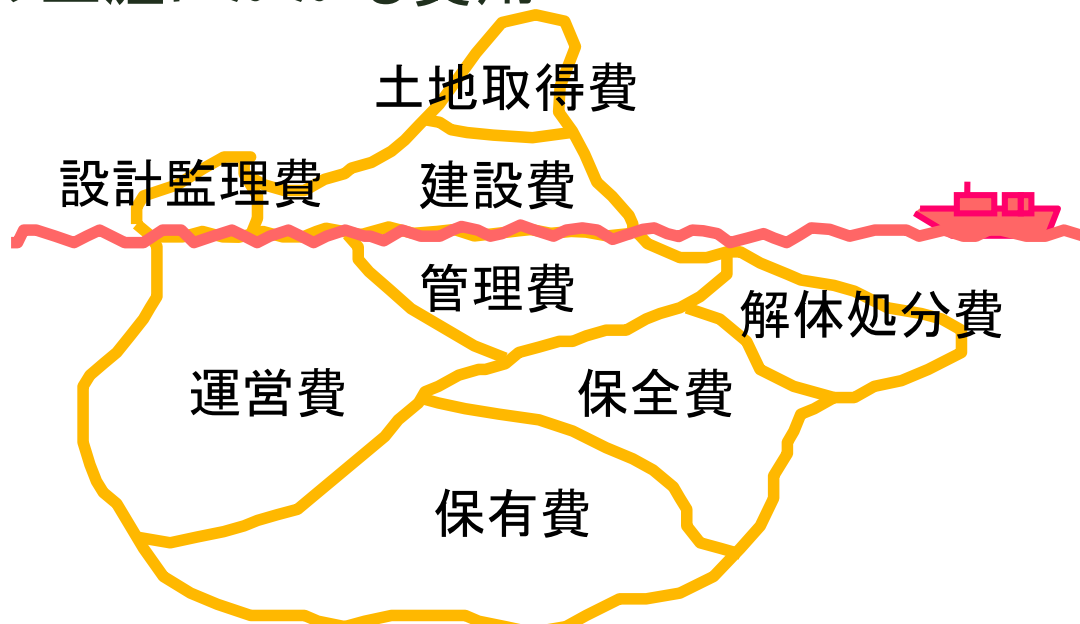 土地取得費
設計監理費
建設費
管理費
解体処分費
運営費
保全費
保有費